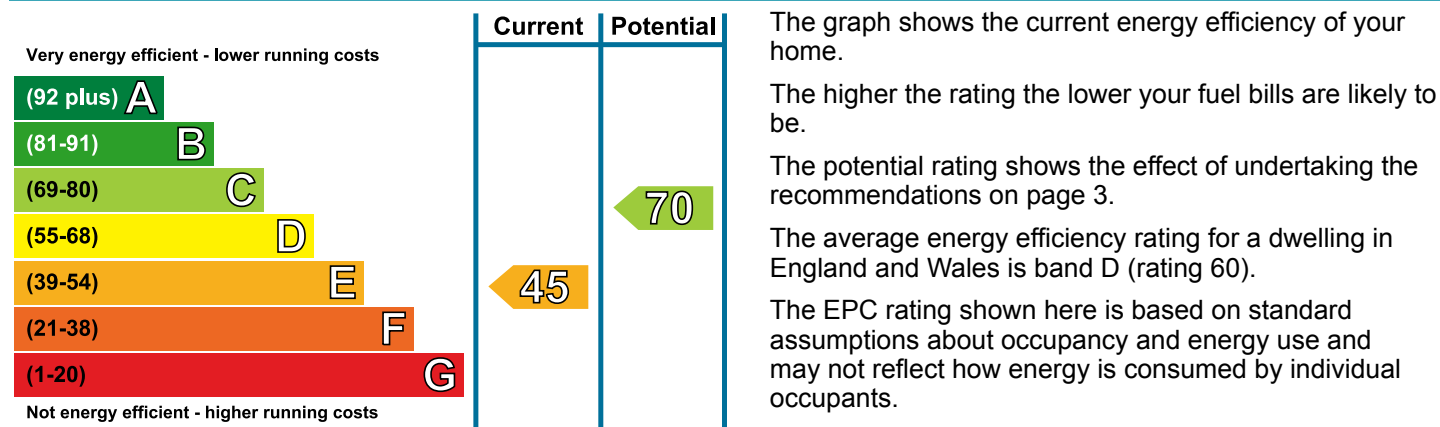 Current Potential
Very energy efficient - lower running costs
(92 plus) A
(81-91) B
(69-80) C
70
(55-68) D
(39-54) E
45
(21-38) F
(1-20) G
Not energy efficient - higher running costs
The graph shows the current energy efficiency of your
home.
The higher the rating the lower your fuel bills are likely to
be.
The potential rating shows the effect of undertaking the
recommendations on page 3.
The average energy efficiency rating for a dwelling in
England and Wales is band D (rating 60).
The EPC rating shown here is based on standard
assumptions about occupancy and energy use and
may not reflect how energy is consumed by individual
occupants.